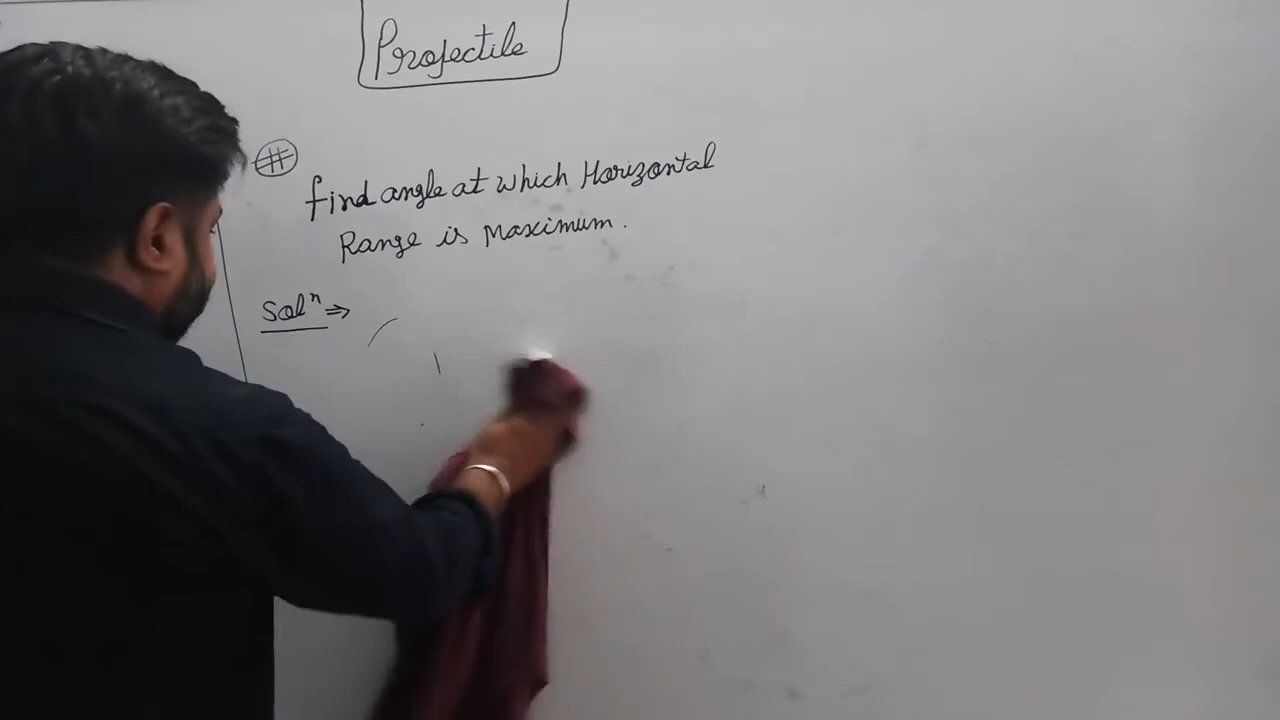 Projectile
# find angle at which Horizontal
Range is Maximum.
Solⁿ ⇒